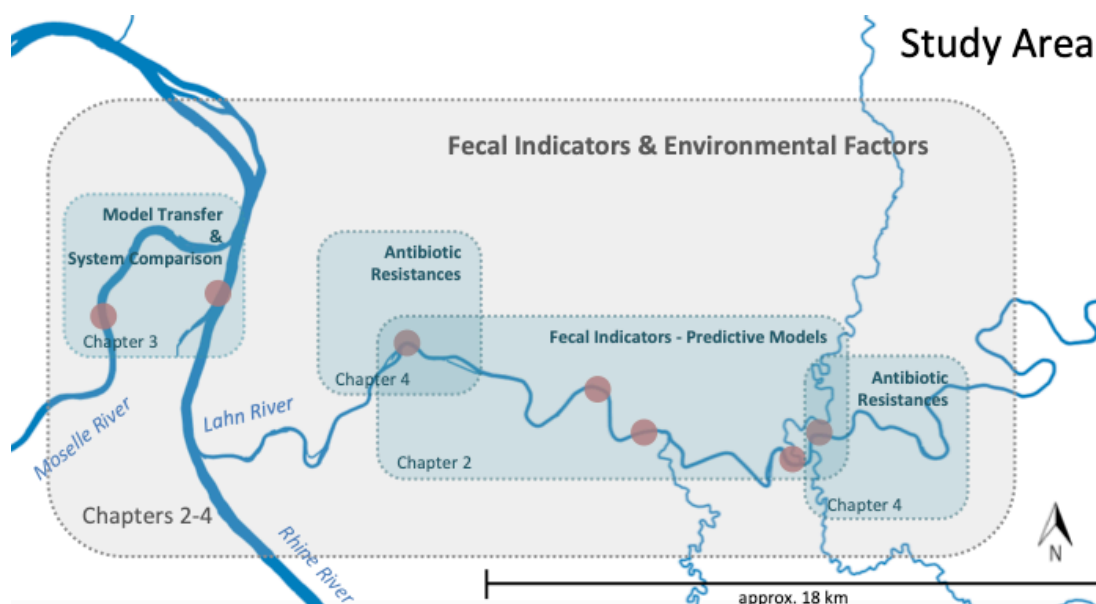 Study Area
Fecal Indicators & Environmental Factors
Model Transfer
&
System Comparison
Chapter 3
Antibiotic
Resistances
Chapter 4
Fecal Indicators - Predictive Models
Chapter 2
Antibiotic
Resistances
Chapter 4
Moselle River
Lahn River
Rhine River
Chapters 2-4
N
approx. 18 km